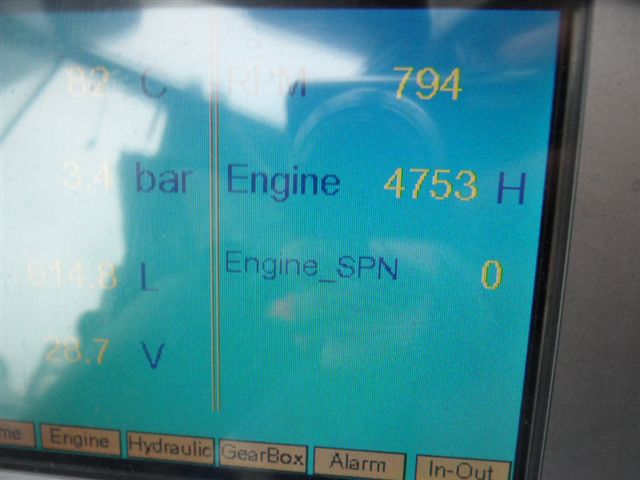 82 C
RPM 794
3.4 bar
Engine 4753 H
614.8 L
Engine_SPN 0
28.7 V
me Engine Hydraulic GearBox Alarm In-Out